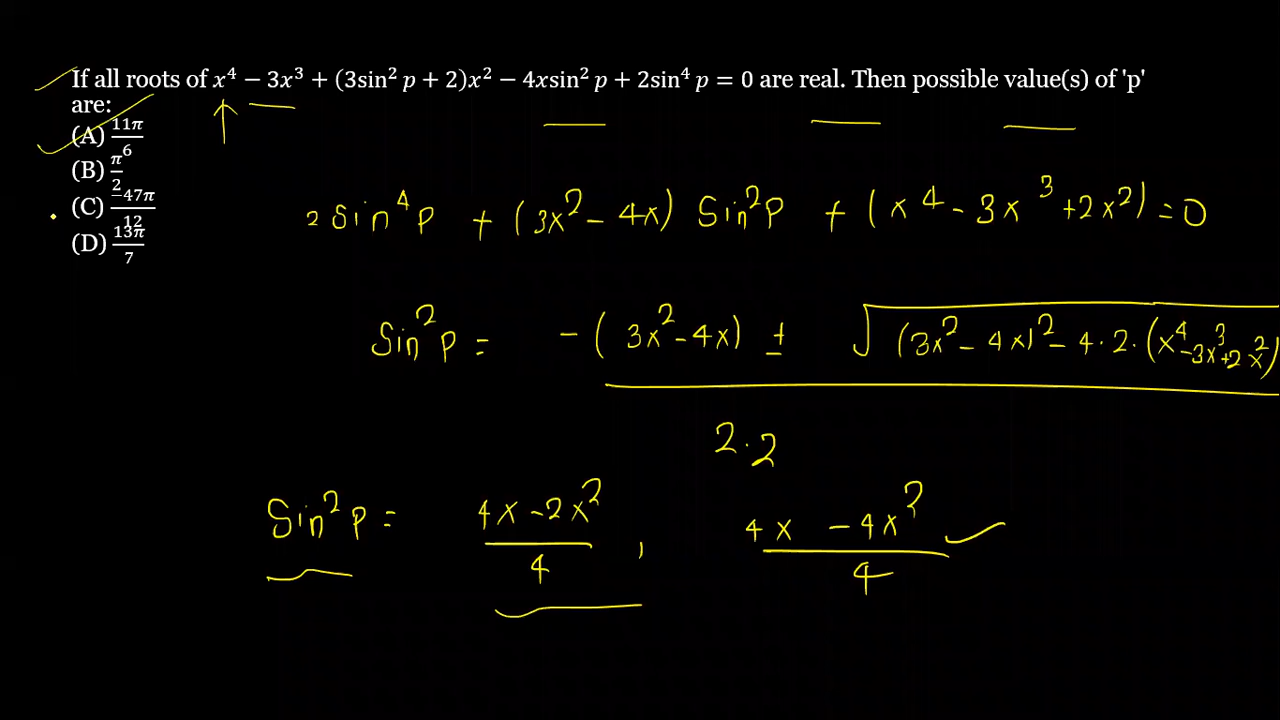 If all roots of x⁴ − 3x³ + (3sin² p + 2)x² − 4xsin² p + 2sin⁴ p = 0 are real. Then possible value(s) of 'p'
are:
(A) 11π/6
(B) π/2
(C) −47π/12
(D) 13π/7
2 Sin⁴p + (3x² − 4x) Sin²p + (x⁴ − 3x³ + 2x²) = 0
Sin²p = −(3x² − 4x) ± √(3x² − 4x)² − 4·2·(x⁴ − 3x³ + 2x²)
2·2
Sin²p = 4x − 2x²/4 , 4x − 4x²/4